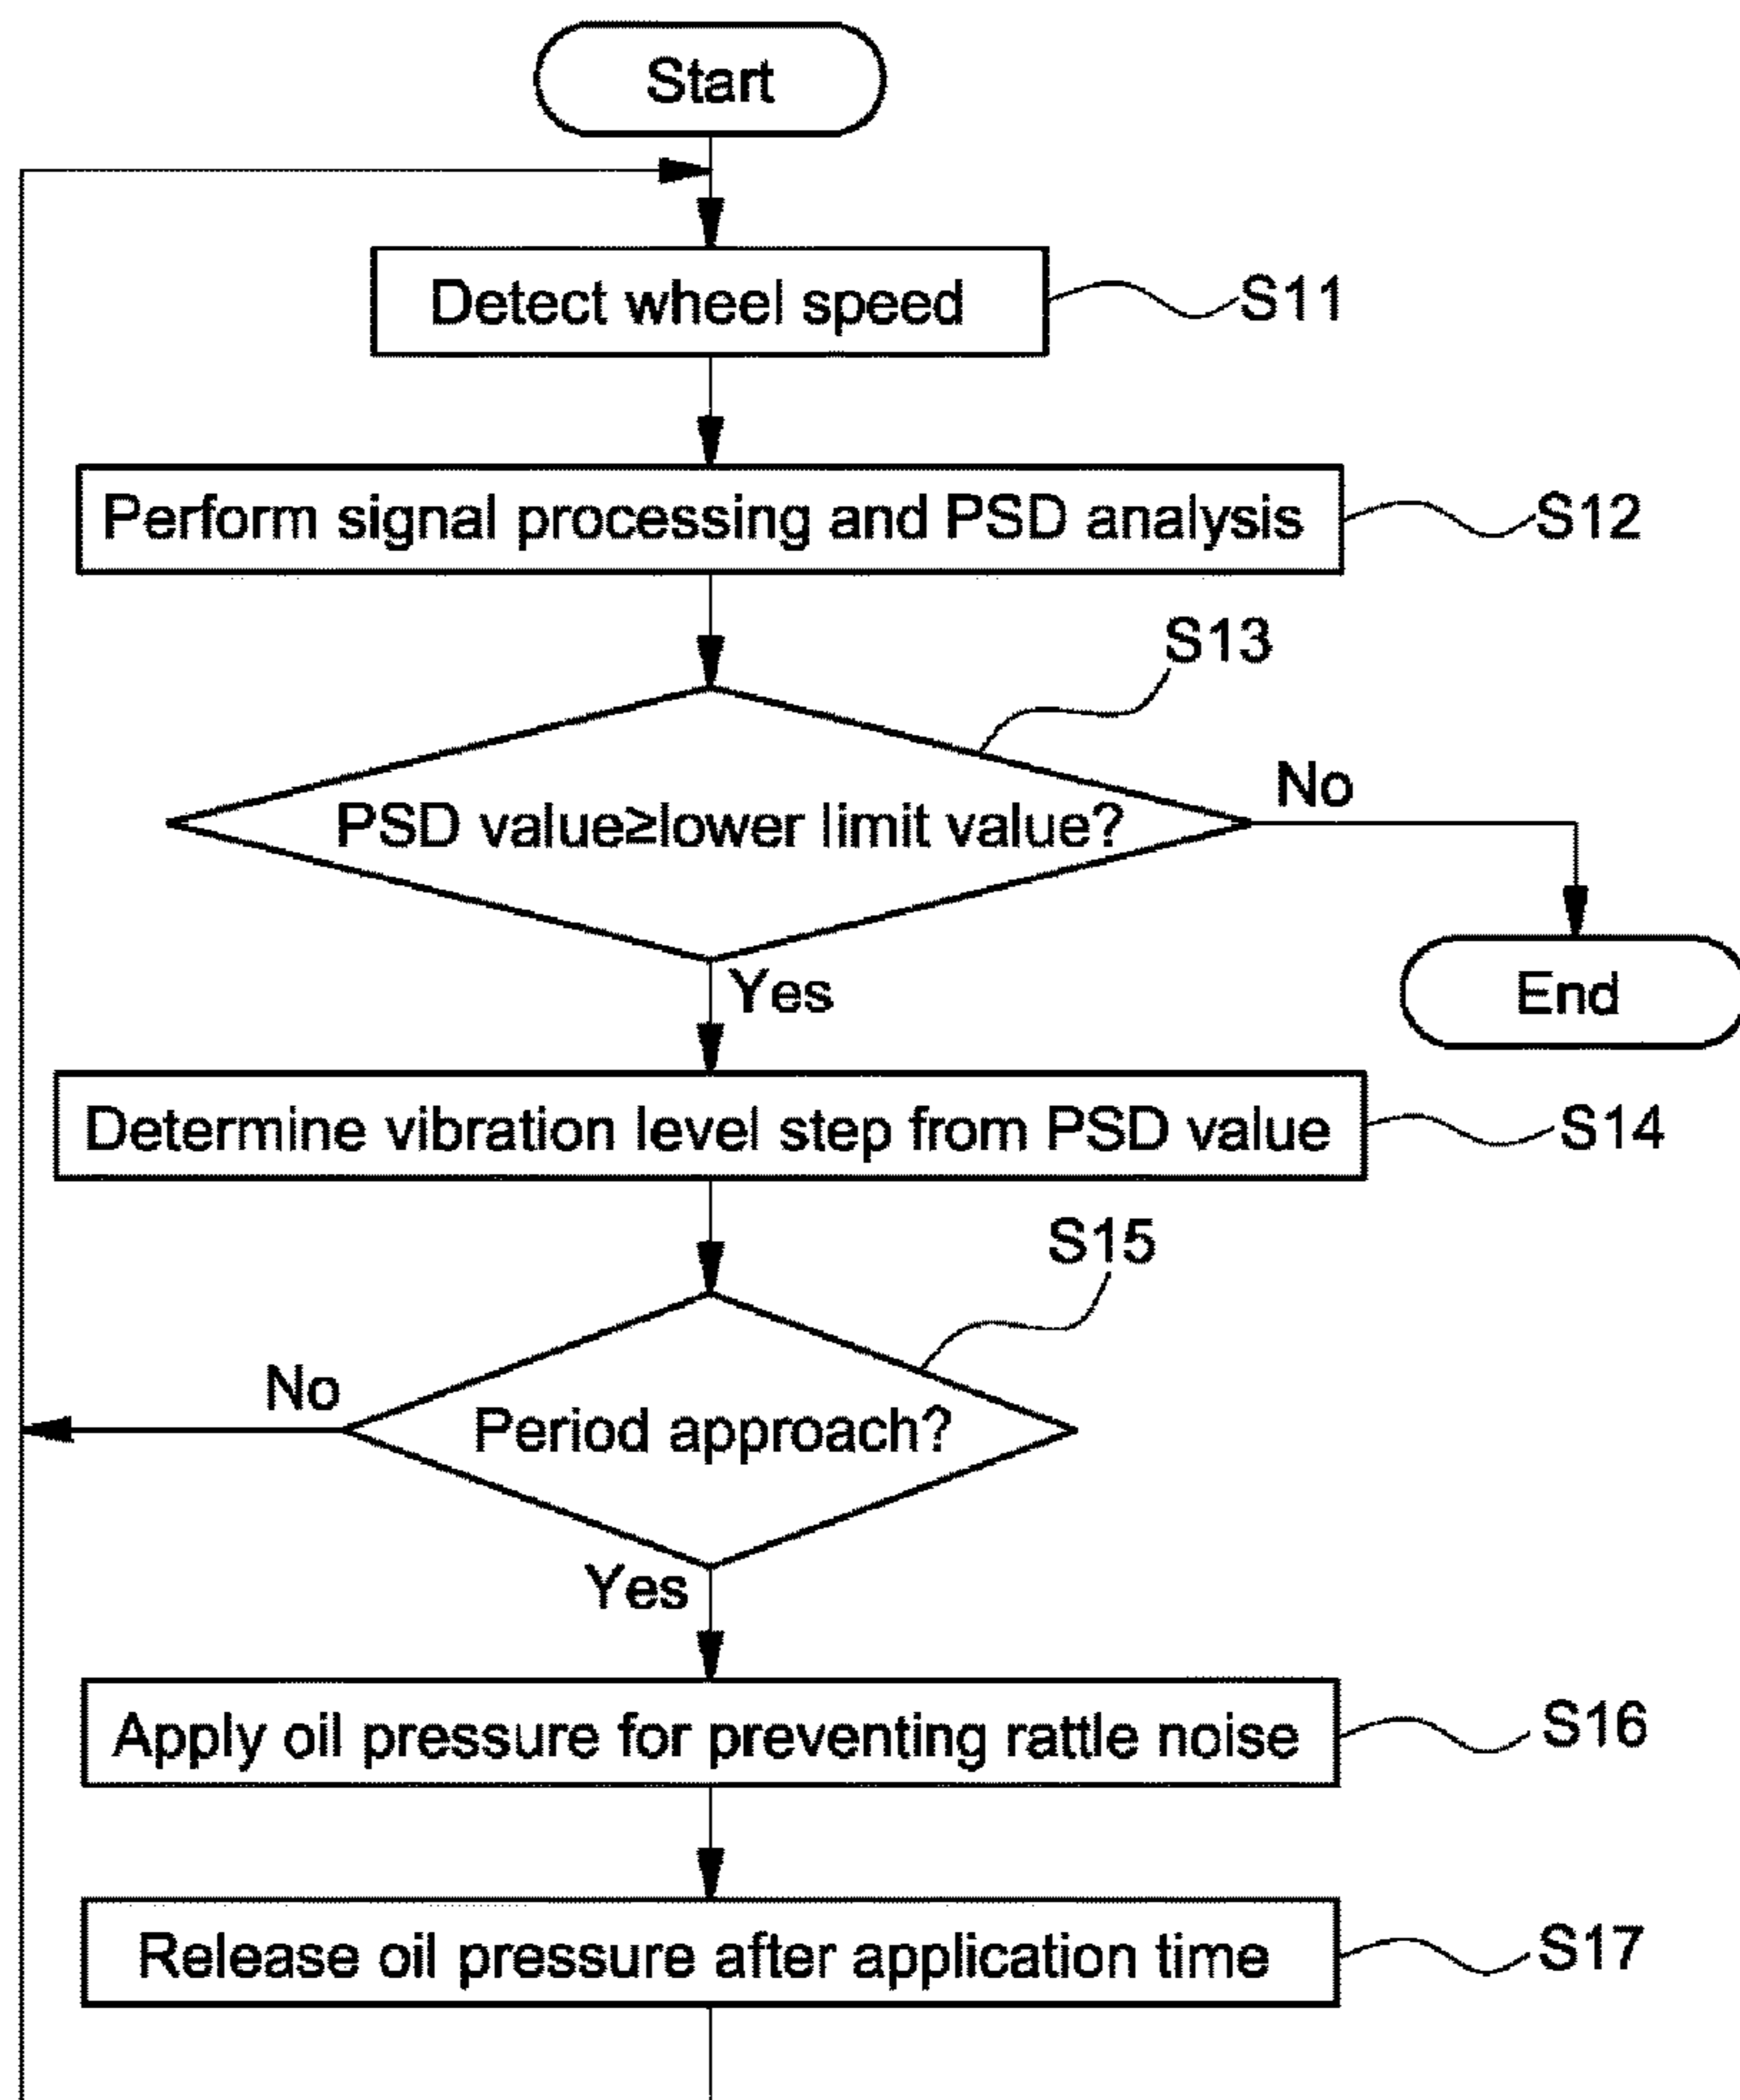 Start
Detect wheel speed
S11
Perform signal processing and PSD analysis
S12
S13
PSD value≥lower limit value?
No
Yes
End
Determine vibration level step from PSD value
S14
S15
No
Period approach?
Yes
Apply oil pressure for preventing rattle noise
S16
Release oil pressure after application time
S17